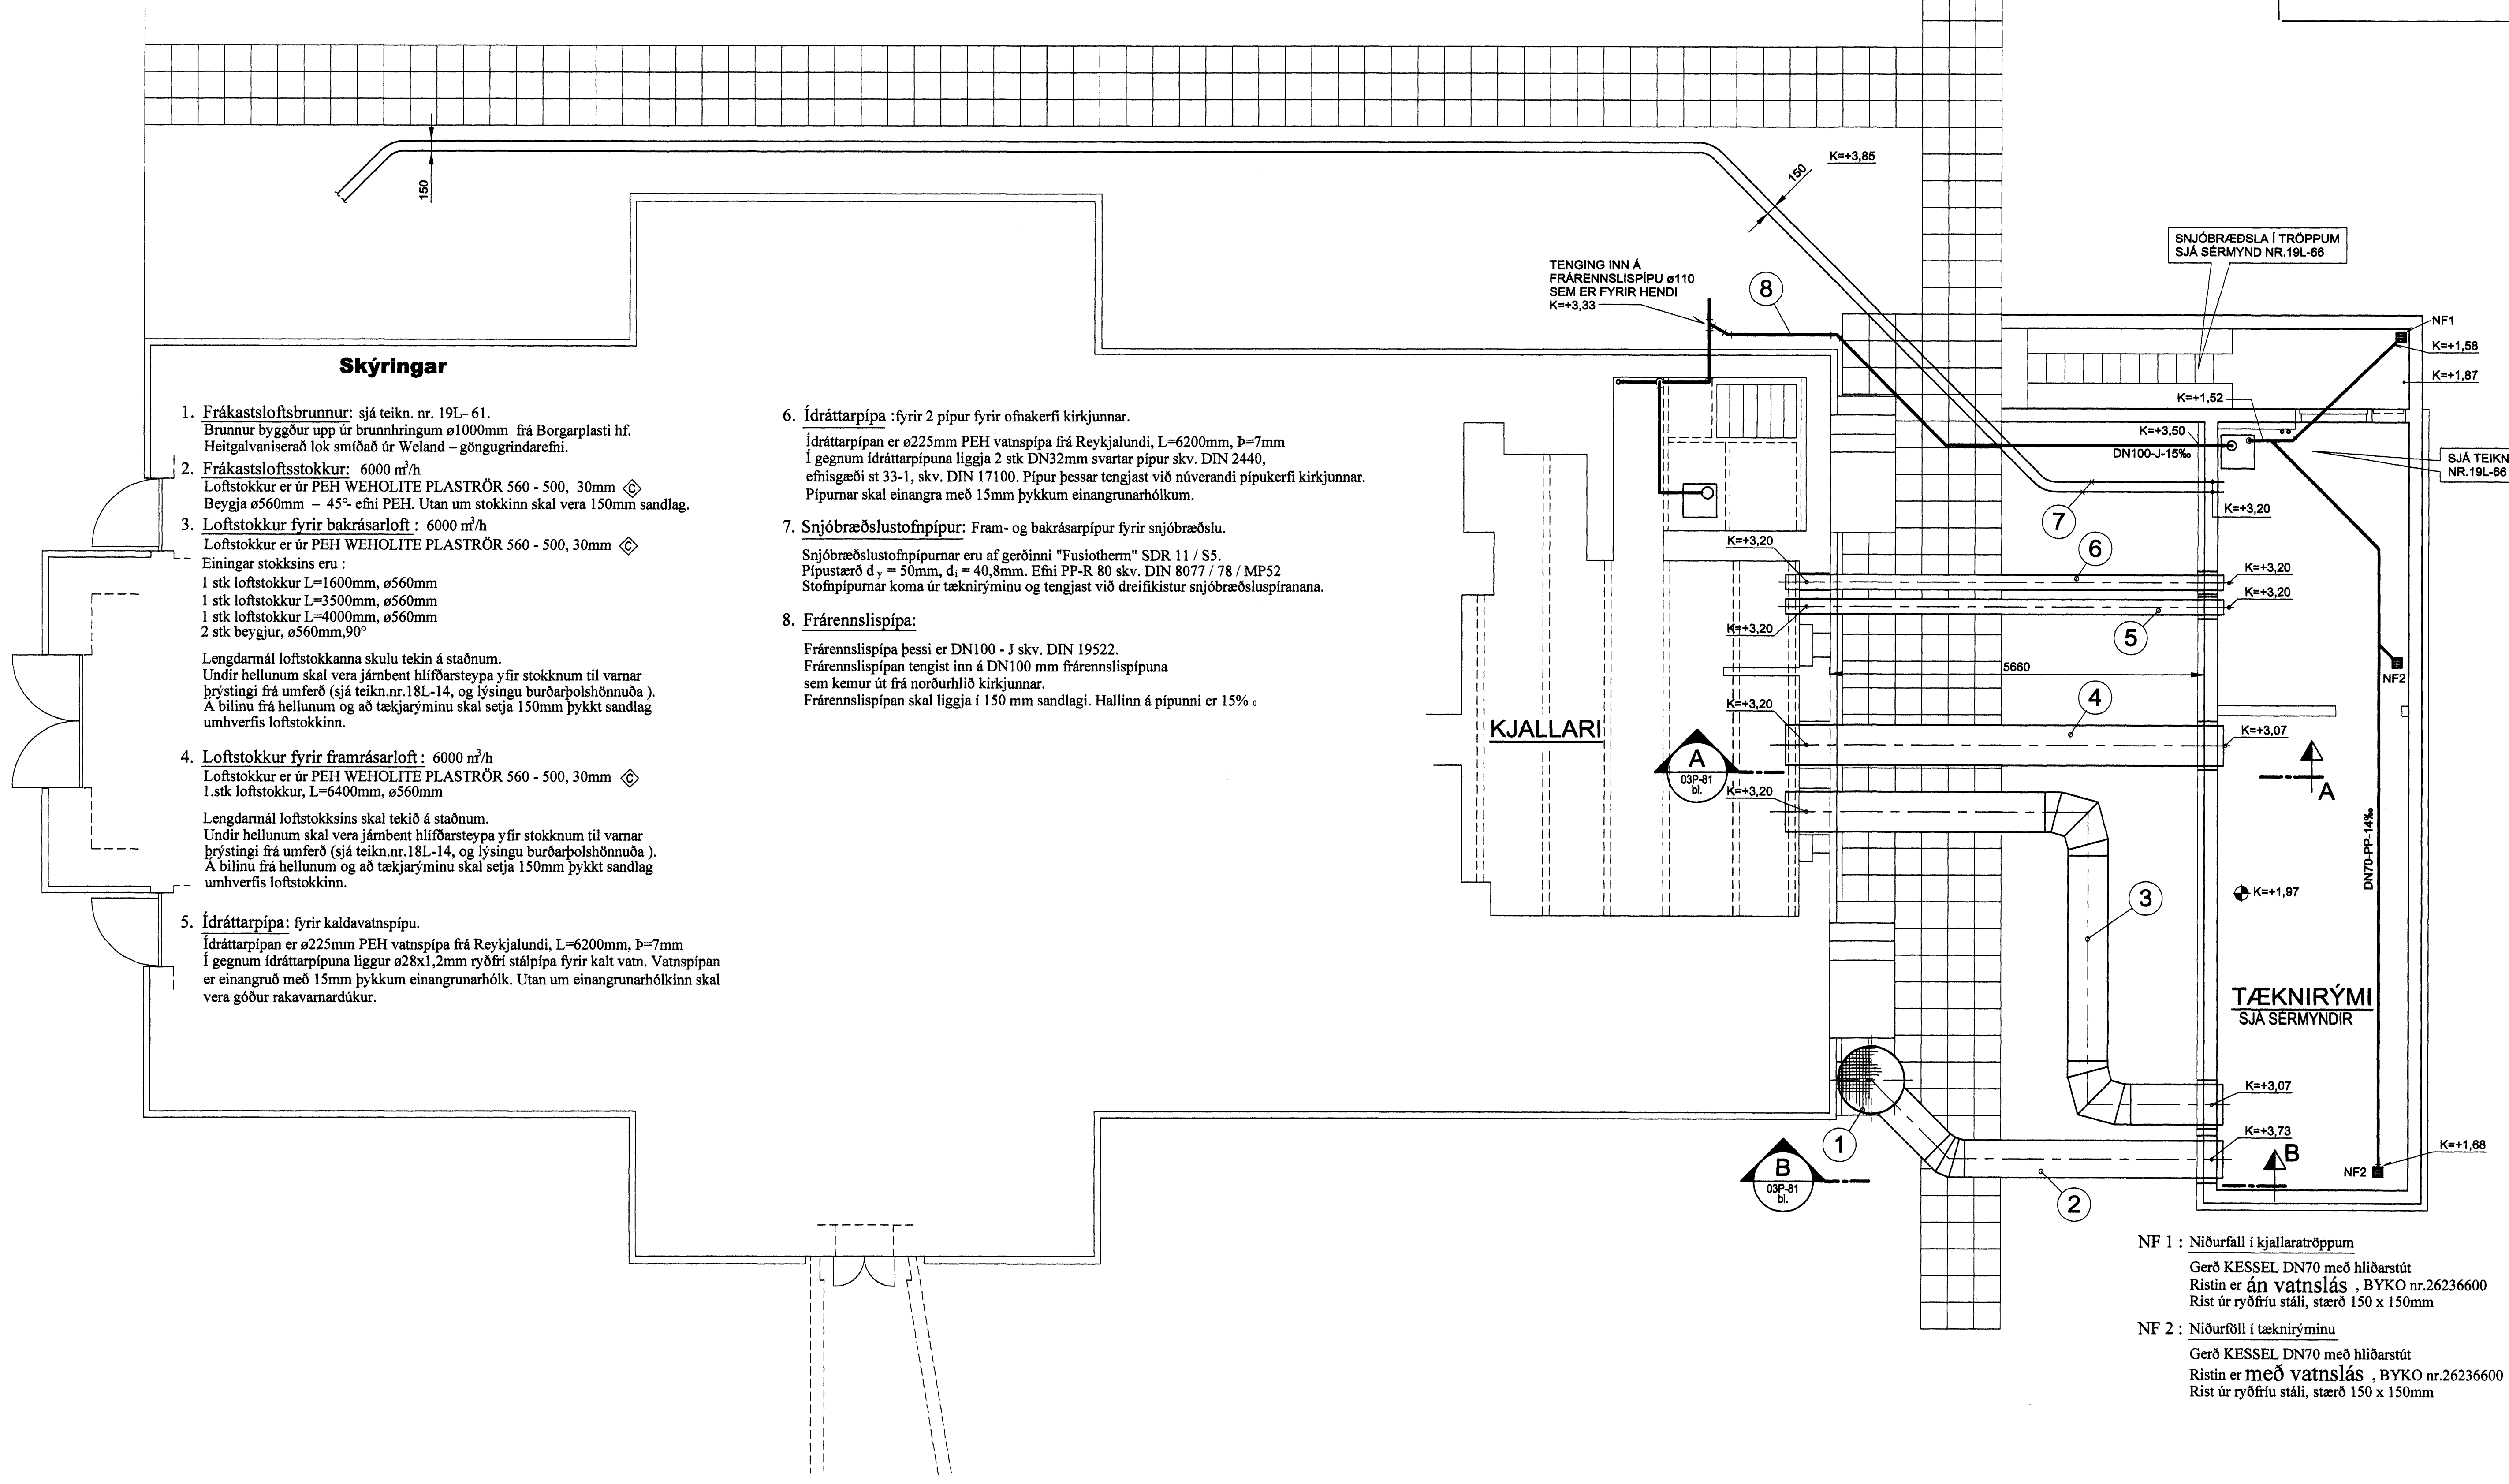 Skýringar
1. Frákastsloftsbrunnur: sjá teikn. nr. 19L-61.
Brunnur byggður upp úr brunnhringum ø1000mm frá Borgarplasti hf.
Heitgalvaniserað lok smíðað úr Weland – göngugrindarefni.
2. Frákastsloftsstokkur: 6000 m³/h
Loftstokkur er úr PEH WEHOLITE PLASTRÖR 560 - 500, 30mm C
Beygja ø560mm – 45°- efni PEH. Utan um stokkinn skal vera 150mm sandlag.
3. Loftstokkur fyrir bakrásarloft : 6000 m³/h
Loftstokkur er úr PEH WEHOLITE PLASTRÖR 560 - 500, 30mm C
Einingar stokksins eru :
1 stk loftstokkur L=1600mm, ø560mm
1 stk loftstokkur L=3500mm, ø560mm
1 stk loftstokkur L=4000mm, ø560mm
2 stk beygjur, ø560mm,90°
Lengdarmál loftstokkanna skulu tekin á staðnum.
Undir hellunum skal vera járnbent hlífðarsteypa yfir stokknum til varnar
þrýstingi frá umferð (sjá teikn.nr.18L-14, og lýsingu burðarþolshönnuða ).
Á bilinu frá hellunum og að tækjarýminu skal setja 150mm þykkt sandlag
umhverfis loftstokkinn.
4. Loftstokkur fyrir framrásarloft : 6000 m³/h
Loftstokkur er úr PEH WEHOLITE PLASTRÖR 560 - 500, 30mm C
1.stk loftstokkur, L=6400mm, ø560mm
Lengdarmál loftstokksins skal tekið á staðnum.
Undir hellunum skal vera járnbent hlífðarsteypa yfir stokknum til varnar
þrýstingi frá umferð (sjá teikn.nr.18L-14, og lýsingu burðarþolshönnuða ).
Á bilinu frá hellunum og að tækjarýminu skal setja 150mm þykkt sandlag
umhverfis loftstokkinn.
5. Ídráttarpípa: fyrir kaldavatnspípu.
Ídráttarpípan er ø225mm PEH vatnspípa frá Reykjalundi, L=6200mm, Þ=7mm
Í gegnum ídráttarpípuna liggur ø28x1,2mm ryðfrí stálpípa fyrir kalt vatn. Vatnspípan
er einangruð með 15mm þykkum einangrunarhólk. Utan um einangrunarhólkinn skal
vera góður rakavarnardúkur.
6. Ídráttarpípa :fyrir 2 pípur fyrir ofnakerfi kirkjunnar.
Ídráttarpípan er ø225mm PEH vatnspípa frá Reykjalundi, L=6200mm, Þ=7mm
Í gegnum ídráttarpípuna liggja 2 stk DN32mm svartar pípur skv. DIN 2440,
efnisgæði st 33-1, skv. DIN 17100. Pípur þessar tengjast við núverandi pípukerfi kirkjunnar.
Pípurnar skal einangra með 15mm þykkum einangrunarhólkum.
7. Snjóbræðslustofnpípur: Fram- og bakrásarpípur fyrir snjóbræðslu.
Snjóbræðslustofnpípurnar eru af gerðinni "Fusiotherm" SDR 11 / S5.
Pípustærð d y = 50mm, d i = 40,8mm. Efni PP-R 80 skv. DIN 8077 / 78 / MP52
Stofnpípurnar koma úr tæknirýminu og tengjast við dreifikistur snjóbræðsluspíranana.
8. Frárennslispípa:
Frárennslispípa þessi er DN100 - J skv. DIN 19522.
Frárennslispípan tengist inn á DN100 mm frárennslispípuna
sem kemur út frá norðurhlið kirkjunnar.
Frárennslispípan skal liggja í 150 mm sandlagi. Hallinn á pípunni er 15% 0
150
150
K=+3,85
TENGING INN Á
FRÁRENNSLISPÍPU ø110
SEM ER FYRIR HENDI
K=+3,33
8
SNJÓBRÆÐSLA Í TRÖPPUM
SJÁ SÉRMYND NR.19L-66
NF1
K=+1,58
K=+1,87
K=+1,52
K=+3,50
DN100-J-15‰
SJÁ TEIKN
NR.19L-66
K=+3,20
7
6
K=+3,20
K=+3,20
K=+3,20
K=+3,20
5
5660
NF2
4
K=+3,20
K=+3,07
KJALLARI
A
03P-81
bl.
K=+3,20
A
DN70-PP-14‰
3
K=+1,97
TÆKNIRÝMI
SJÁ SÉRMYNDIR
K=+3,07
K=+3,73
1
B
03P-81
bl.
B
K=+1,68
NF2
2
NF 1 : Niðurfall í kjallaratröppum
Gerð KESSEL DN70 með hliðarstút
Ristin er án vatnslás , BYKO nr.26236600
Rist úr ryðfríu stáli, stærð 150 x 150mm
NF 2 : Niðurföll í tæknirýminu
Gerð KESSEL DN70 með hliðarstút
Ristin er með vatnslás , BYKO nr.26236600
Rist úr ryðfríu stáli, stærð 150 x 150mm